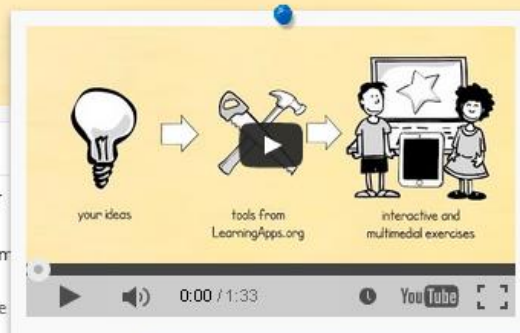 your ideas
tools from
LearningApps.org
interactive and
multimedial exercises
0:00 / 1:33
YouTube